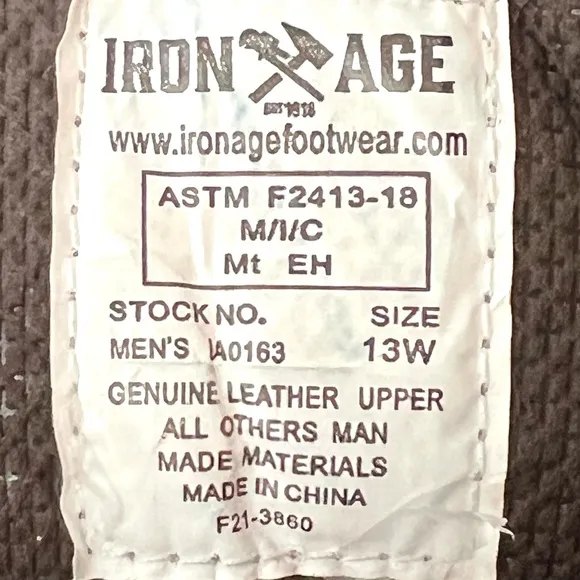 IRON AGE
EST 1818
www.ironagefootwear.com
ASTM F2413-18
M/I/C
Mt EH
STOCK NO. SIZE
MEN'S IA0163 13W
GENUINE LEATHER UPPER
ALL OTHERS MAN
MADE MATERIALS
MADE IN CHINA
F21-3860